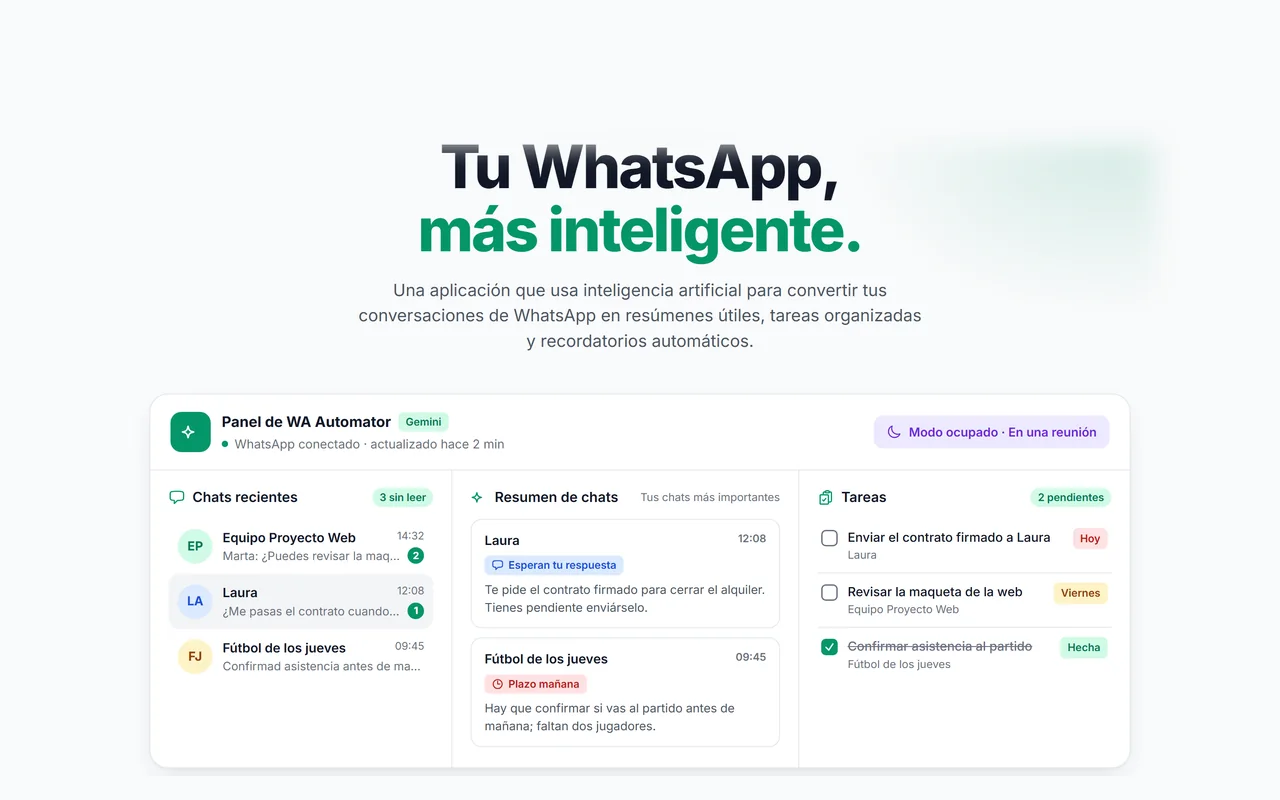 Tu WhatsApp,
más inteligente.
Una aplicación que usa inteligencia artificial para convertir tus
conversaciones de WhatsApp en resúmenes útiles, tareas organizadas
y recordatorios automáticos.
Panel de WA Automator Gemini
WhatsApp conectado · actualizado hace 2 min
Modo ocupado · En una reunión
Chats recientes 3 sin leer
EP
Equipo Proyecto Web 14:32
Marta: ¿Puedes revisar la maq... 2
LA
Laura 12:08
¿Me pasas el contrato cuando... 1
FJ
Fútbol de los jueves 09:45
Confirmad asistencia antes de ma...
Resumen de chats Tus chats más importantes
Laura 12:08
Esperan tu respuesta
Te pide el contrato firmado para cerrar el alquiler.
Tienes pendiente enviárselo.
Fútbol de los jueves 09:45
Plazo mañana
Hay que confirmar si vas al partido antes de
mañana; faltan dos jugadores.
Tareas 2 pendientes
Enviar el contrato firmado a Laura Hoy
Laura
Revisar la maqueta de la web Viernes
Equipo Proyecto Web
Confirmar asistencia al partido Hecha
Fútbol de los jueves